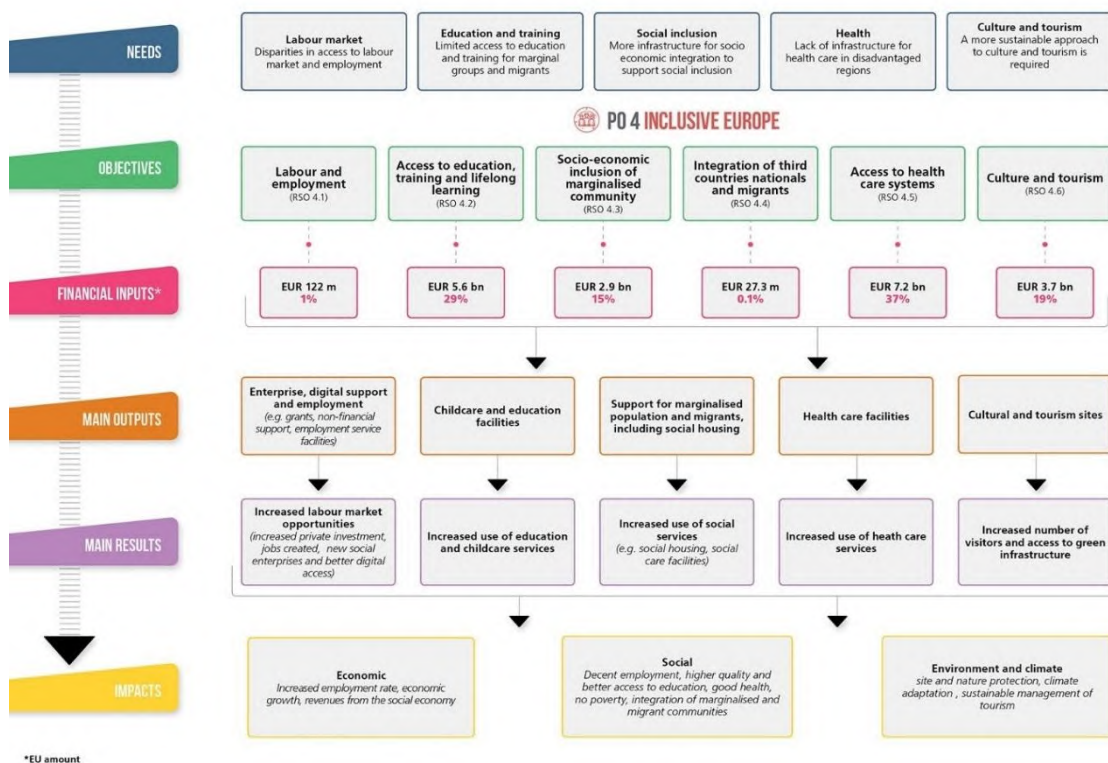 NEEDS
Labour market
Disparities in access to labour
market and employment
Education and training
Limited access to education
and training for marginal
groups and migrants
Social inclusion
More infrastructure for socio
economic integration to
support social inclusion
Health
Lack of infrastructure for
health care in disadvantaged
regions
Culture and tourism
A more sustainable approach
to culture and tourism is
required
PO 4 INCLUSIVE EUROPE
OBJECTIVES
Labour and
employment
(RSO 4.1)
Access to education,
training and lifelong
learning
(RSO 4.2)
Socio-economic
inclusion of
marginalised
community
(RSO 4.3)
Integration of third
countries nationals
and migrants
(RSO 4.4)
Access to health
care systems
(RSO 4.5)
Culture and tourism
(RSO 4.6)
FINANCIAL INPUTS*
EUR 122 m
1%
EUR 5.6 bn
29%
EUR 2.9 bn
15%
EUR 27.3 m
0.1%
EUR 7.2 bn
37%
EUR 3.7 bn
19%
MAIN OUTPUTS
Enterprise, digital support
and employment
(e.g. grants, non-financial
support, employment service
facilities)
Childcare and education
facilities
Support for marginalised
population and migrants,
including social housing
Health care facilities
Cultural and tourism sites
MAIN RESULTS
Increased labour market
opportunities
(increased private investment,
jobs created, new social
enterprises and better digital
access)
Increased use of education
and childcare services
Increased use of social
services
(e.g. social housing, social
care facilities)
Increased use of heath care
services
Increased number of
visitors and access to green
infrastructure
IMPACTS
Economic
Increased employment rate, economic
growth, revenues from the social economy
Social
Decent employment, higher quality and
better access to education, good health,
no poverty, integration of marginalised and
migrant communities
Environment and climate
site and nature protection, climate
adaptation , sustainable management of
tourism
*EU amount